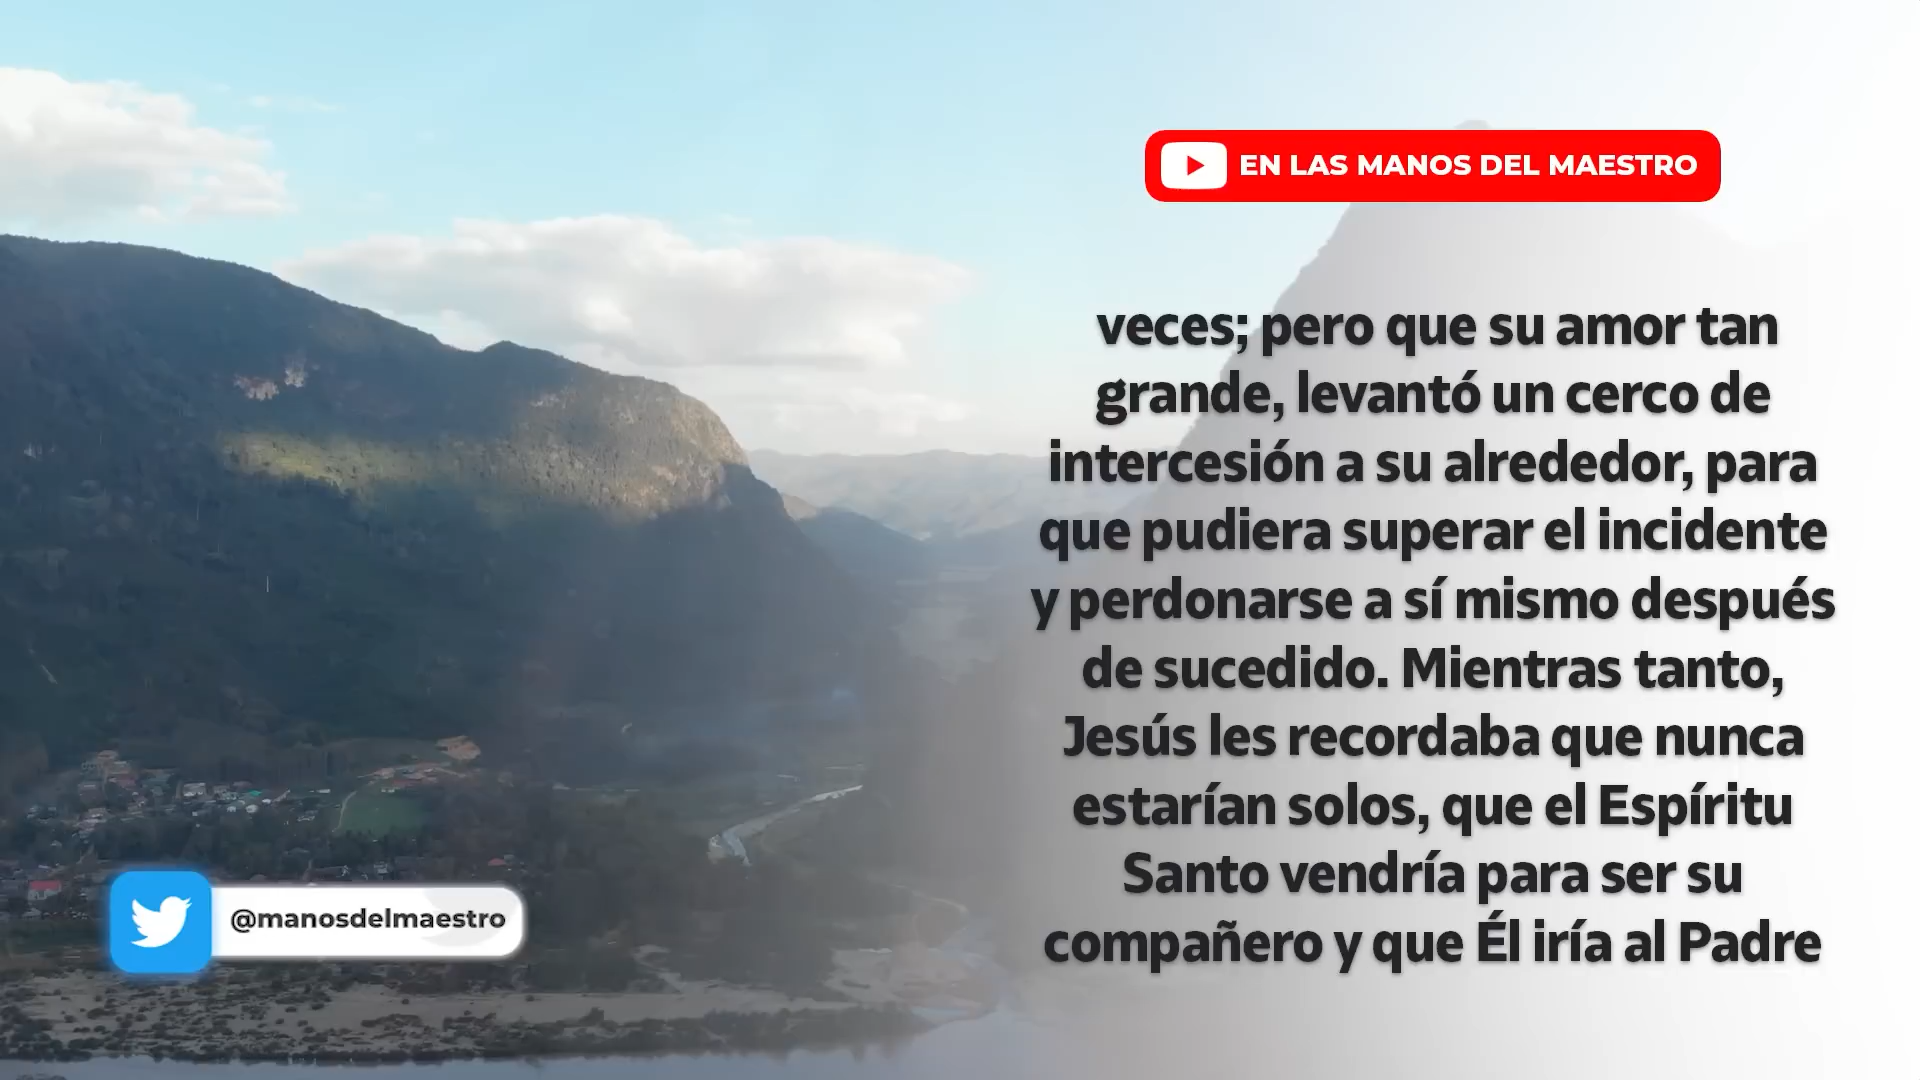 EN LAS MANOS DEL MAESTRO
veces; pero que su amor tan
grande, levantó un cerco de
intercesión a su alrededor, para
que pudiera superar el incidente
y perdonarse a sí mismo después
de sucedido. Mientras tanto,
Jesús les recordaba que nunca
estarían solos, que el Espíritu
Santo vendría para ser su
compañero y que Él iría al Padre
@manosdelmaestro